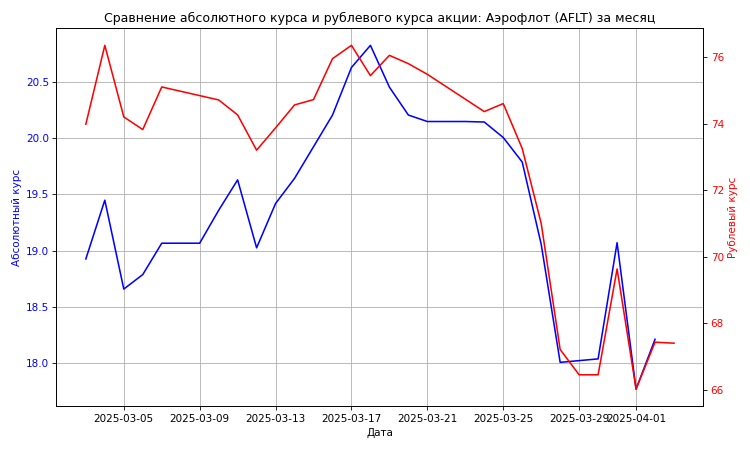 Сравнение абсолютного курса и рублевого курса акции: Аэрофлот (AFLT) за месяц
Абсолютный курс
20.5
20.0
19.5
19.0
18.5
18.0
76
74
72
70
68
66
Рублевый курс
2025-03-05 2025-03-09 2025-03-13 2025-03-17 2025-03-21 2025-03-25 2025-03-29 2025-04-01
Дата